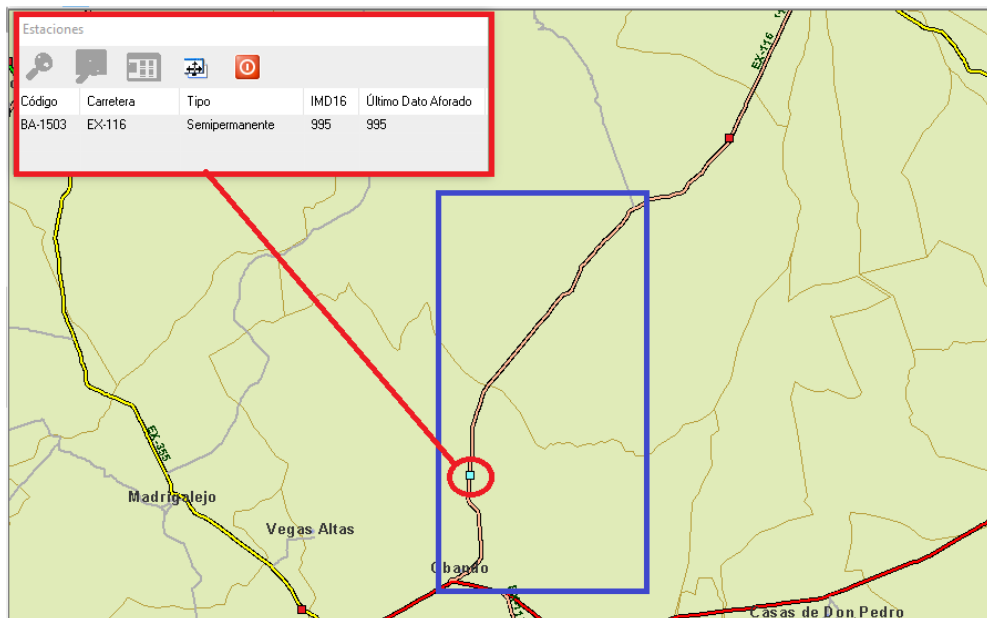 Estaciones
Código Carretera Tipo IMD16 Último Dato Aforado
BA-1503 EX-116 Semipermanente 995 995
EX-116
EX-355
Madrigalejo
Vegas Altas
Obando
Casas de Don Pedro